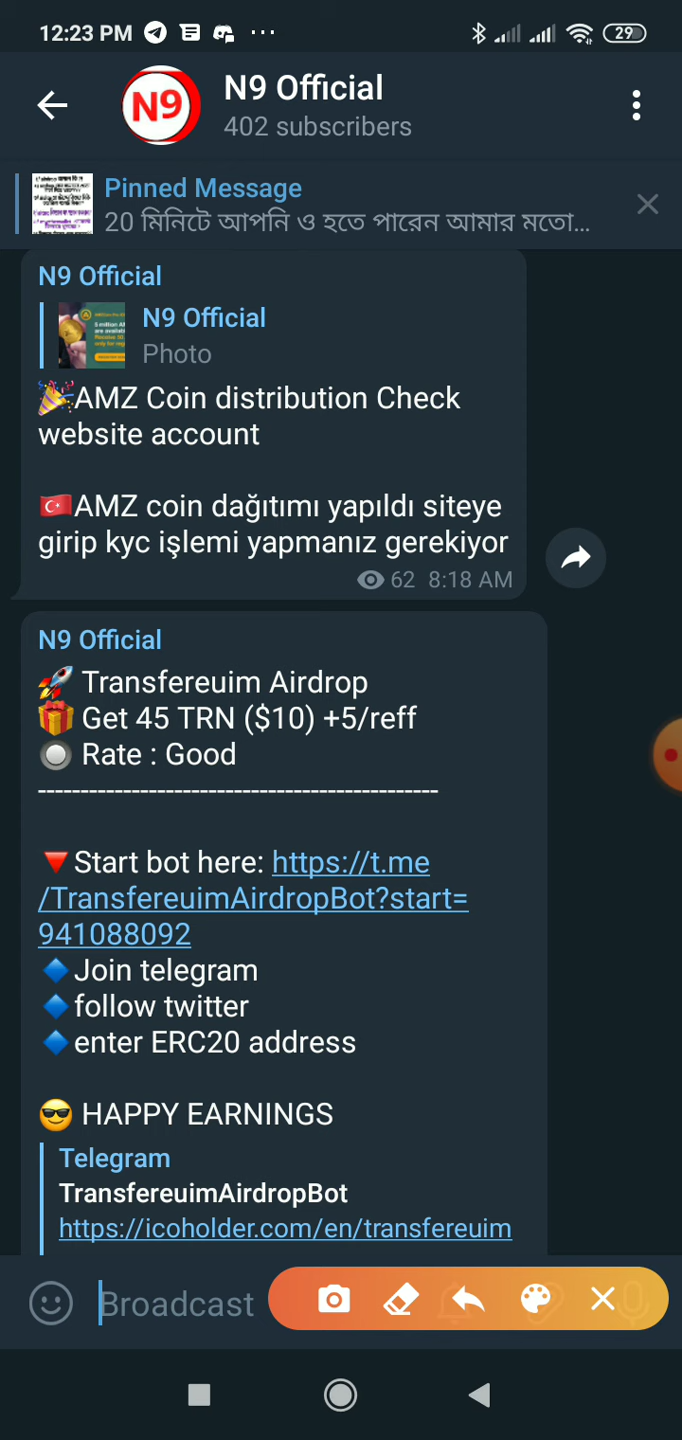 12:23 PM
29
N9
N9 Official
402 subscribers
Pinned Message
20 মিনিটে আপনি ও হতে পারেন আমার মতো...
N9 Official
N9 Official
Photo
🎉AMZ Coin distribution Check
website account
🇹🇷AMZ coin dağıtımı yapıldı siteye
girip kyc işlemi yapmanız gerekiyor
62 8:18 AM
N9 Official
🚀 Transfereuim Airdrop
🎁 Get 45 TRN ($10) +5/reff
🔘 Rate : Good
-----------------------------------------------
🔻Start bot here: https://t.me
/TransfereuimAirdropBot?start=
941088092
🔹Join telegram
🔹follow twitter
🔹enter ERC20 address
😎 HAPPY EARNINGS
Telegram
TransfereuimAirdropBot
https://icoholder.com/en/transfereuim
Broadcast